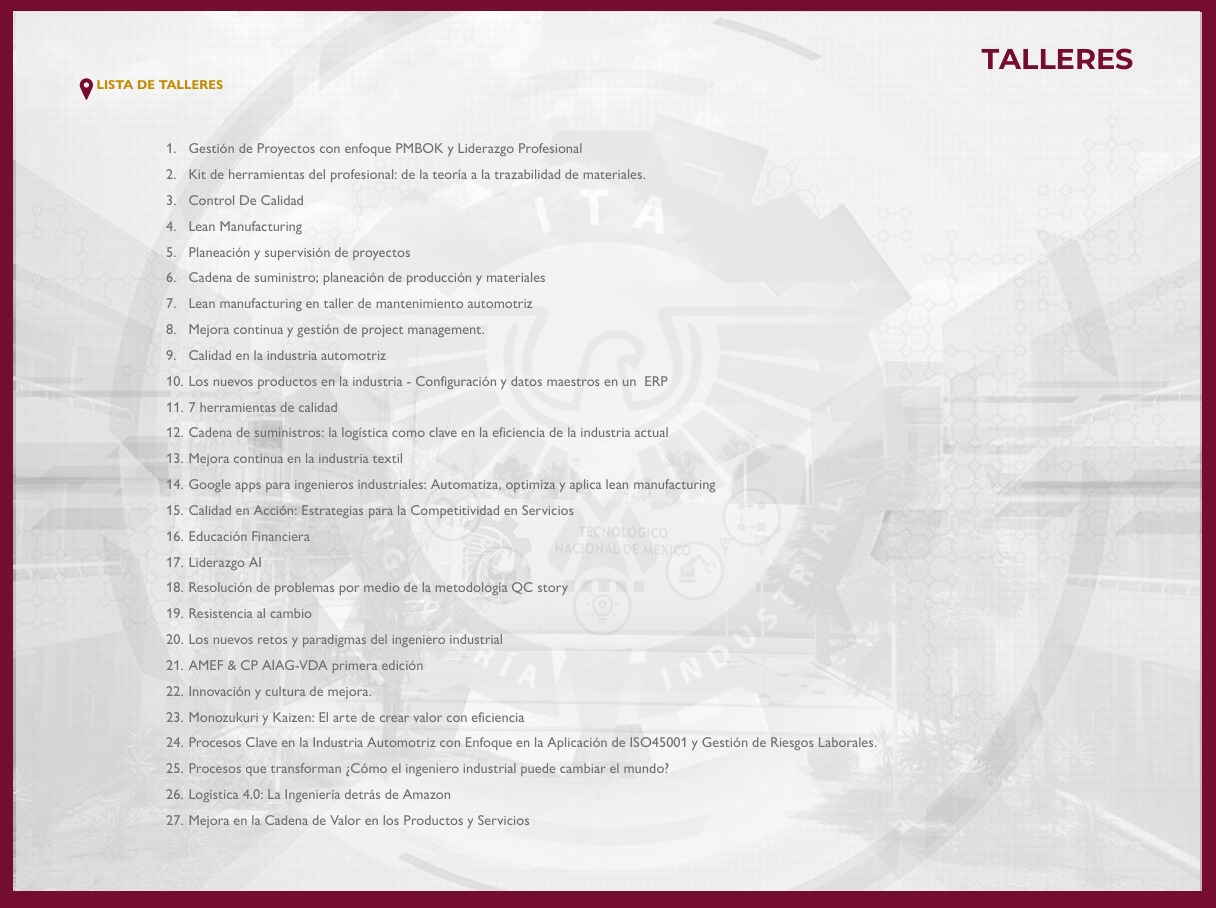 TALLERES
LISTA DE TALLERES
1. Gestión de Proyectos con enfoque PMBOK y Liderazgo Profesional
2. Kit de herramientas del profesional: de la teoría a la trazabilidad de materiales.
3. Control De Calidad
4. Lean Manufacturing
5. Planeación y supervisión de proyectos
6. Cadena de suministro; planeación de producción y materiales
7. Lean manufacturing en taller de mantenimiento automotriz
8. Mejora continua y gestión de project management.
9. Calidad en la industria automotriz
10. Los nuevos productos en la industria - Configuración y datos maestros en un  ERP
11. 7 herramientas de calidad
12. Cadena de suministros: la logística como clave en la eficiencia de la industria actual
13. Mejora continua en la industria textil
14. Google apps para ingenieros industriales: Automatiza, optimiza y aplica lean manufacturing
15. Calidad en Acción: Estrategias para la Competitividad en Servicios
16. Educación Financiera
17. Liderazgo AI
18. Resolución de problemas por medio de la metodología QC story
19. Resistencia al cambio
20. Los nuevos retos y paradigmas del ingeniero industrial
21. AMEF & CP AIAG-VDA primera edición
22. Innovación y cultura de mejora.
23. Monozukuri y Kaizen: El arte de crear valor con eficiencia
24. Procesos Clave en la Industria Automotriz con Enfoque en la Aplicación de ISO45001 y Gestión de Riesgos Laborales.
25. Procesos que transforman ¿Cómo el ingeniero industrial puede cambiar el mundo?
26. Logística 4.0: La Ingeniería detrás de Amazon
27. Mejora en la Cadena de Valor en los Productos y Servicios
ITA
TECNOLÓGICO
NACIONAL DE MÉXICO
INDUSTRIAL